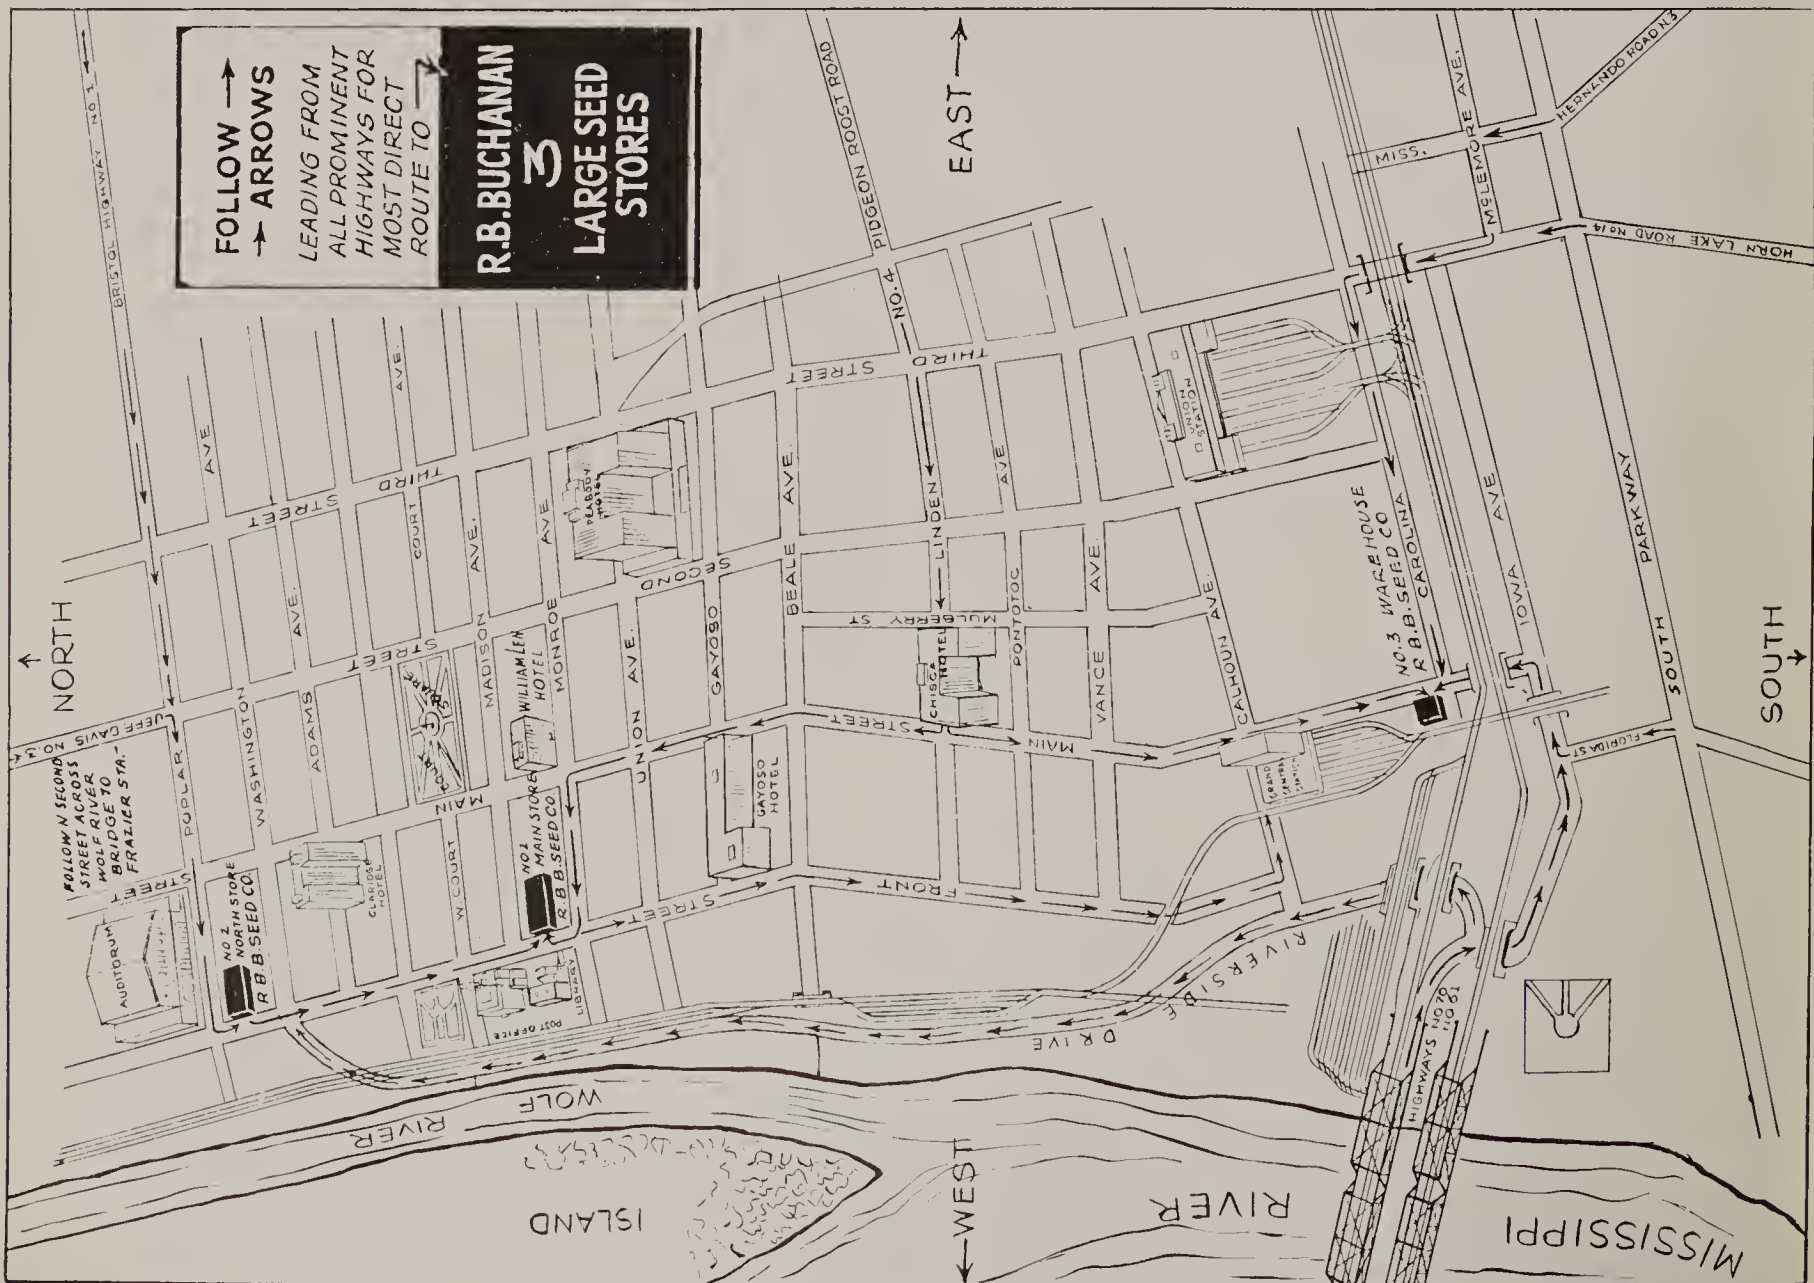 FOLLOW →
→ ARROWS
LEADING FROM
ALL PROMINENT
HIGHWAYS FOR
MOST DIRECT
ROUTE TO
R.B.BUCHANAN
3
LARGE SEED
STORES
NORTH
SOUTH
EAST
WEST
BRISTOL HIGHWAY NO 1
PIDGEON ROOST ROAD
NO. 4
HERNANDO ROAD N.3
HORN LAKE ROAD No 14
MISS.
MCLEMORE AVE.
JEFF. DAVIS
FOLLOW N SECOND
STREET ACROSS
WOLF RIVER
BRIDGE TO
FRAZIER STA.
AUDITORIUM
STREET
POPLAR
AVE
WASHINGTON
AVE.
ADAMS
COURT
AVE.
W. COURT
COURT SQUARE
MADISON
AVE.
MONROE
AVE
UNION AVE.
GAYOSO
BEALE AVE.
LINDEN
PONTOTOC
AVE
VANCE AVE.
CALHOUN AVE.
CAROLINA
IOWA AVE
SOUTH PARKWAY
FLORIDA ST
THIRD STREET
THIRD STREET
SECOND
STREET
MULBERRY ST
MAIN
MAIN STREET
STREET
FRONT
RIVERSIDE DRIVE
NO 2
NORTH STORE
R B B. SEED CO.
NO 1
MAIN STORE
R.B B. SEED CO.
NO. 3 WAREHOUSE
R B. B. SEED CO
CLARIDGE
HOTEL
WILLIAM LEN
HOTEL
PEABODY
HOTEL
GAYOSO
HOTEL
CHISCA
HOTEL
UNION
STATION
GRAND
CENTRAL
STATION
POST OFFICE
LIBRARY
HIGHWAYS NO 70
NO 61
WOLF RIVER
ISLAND
MISSISSIPPI RIVER